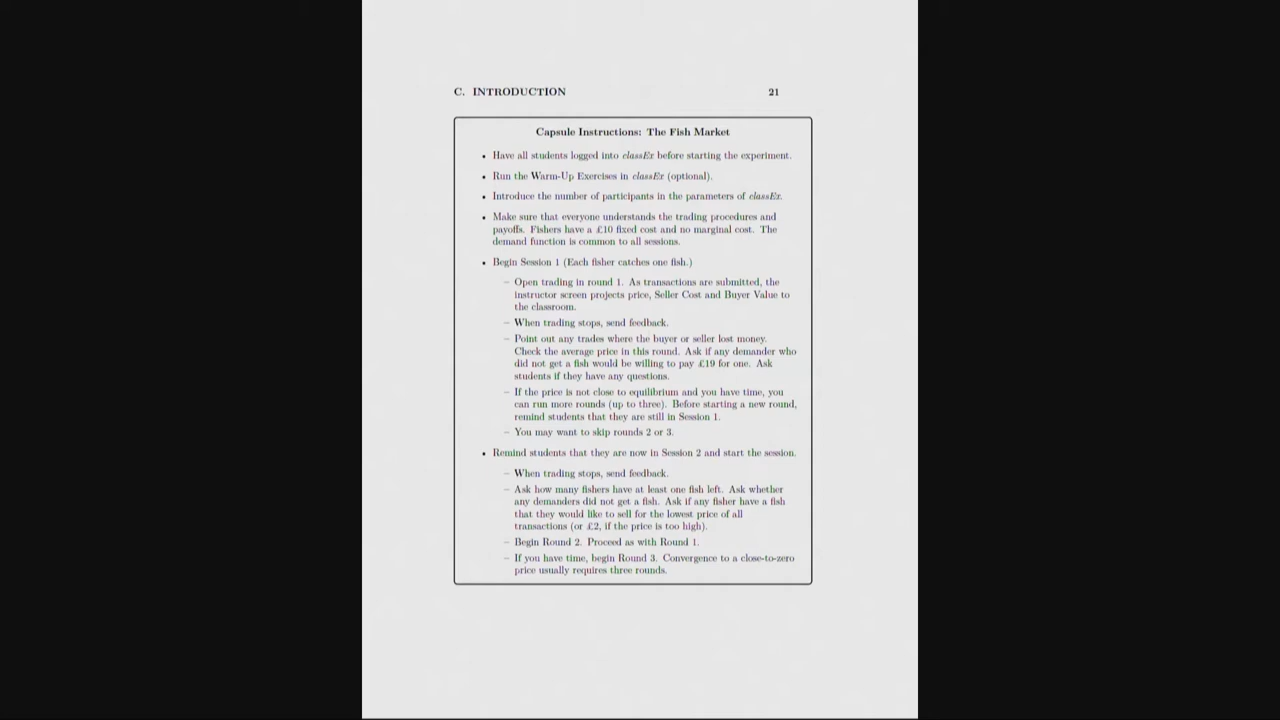 C. INTRODUCTION 21
Capsule Instructions: The Fish Market
• Have all students logged into classEx before starting the experiment.
• Run the Warm-Up Exercises in classEx (optional).
• Introduce the number of participants in the parameters of classEx.
• Make sure that everyone understands the trading procedures and
payoffs. Fishers have a £10 fixed cost and no marginal cost. The
demand function is common to all sessions.
• Begin Session 1 (Each fisher catches one fish.)
– Open trading in round 1. As transactions are submitted, the
instructor screen projects price, Seller Cost and Buyer Value to
the classroom.
– When trading stops, send feedback.
– Point out any trades where the buyer or seller lost money.
Check the average price in this round. Ask if any demander who
did not get a fish would be willing to pay £19 for one. Ask
students if they have any questions.
– If the price is not close to equilibrium and you have time, you
can run more rounds (up to three). Before starting a new round,
remind students that they are still in Session 1.
– You may want to skip rounds 2 or 3.
• Remind students that they are now in Session 2 and start the session.
– When trading stops, send feedback.
– Ask how many fishers have at least one fish left. Ask whether
any demanders did not get a fish. Ask if any fisher have a fish
that they would like to sell for the lowest price of all
transactions (or £2, if the price is too high).
– Begin Round 2. Proceed as with Round 1.
– If you have time, begin Round 3. Convergence to a close-to-zero
price usually requires three rounds.